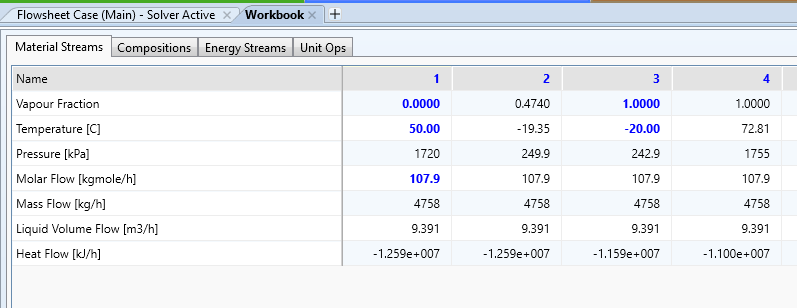 Flowsheet Case (Main) - Solver Active × Workbook × +
Material Streams Compositions Energy Streams Unit Ops
Name 1 2 3 4
Vapour Fraction 0.0000 0.4740 1.0000 1.0000
Temperature [C] 50.00 -19.35 -20.00 72.81
Pressure [kPa] 1720 249.9 242.9 1755
Molar Flow [kgmole/h] 107.9 107.9 107.9 107.9
Mass Flow [kg/h] 4758 4758 4758 4758
Liquid Volume Flow [m3/h] 9.391 9.391 9.391 9.391
Heat Flow [kJ/h] -1.259e+007 -1.259e+007 -1.159e+007 -1.100e+007